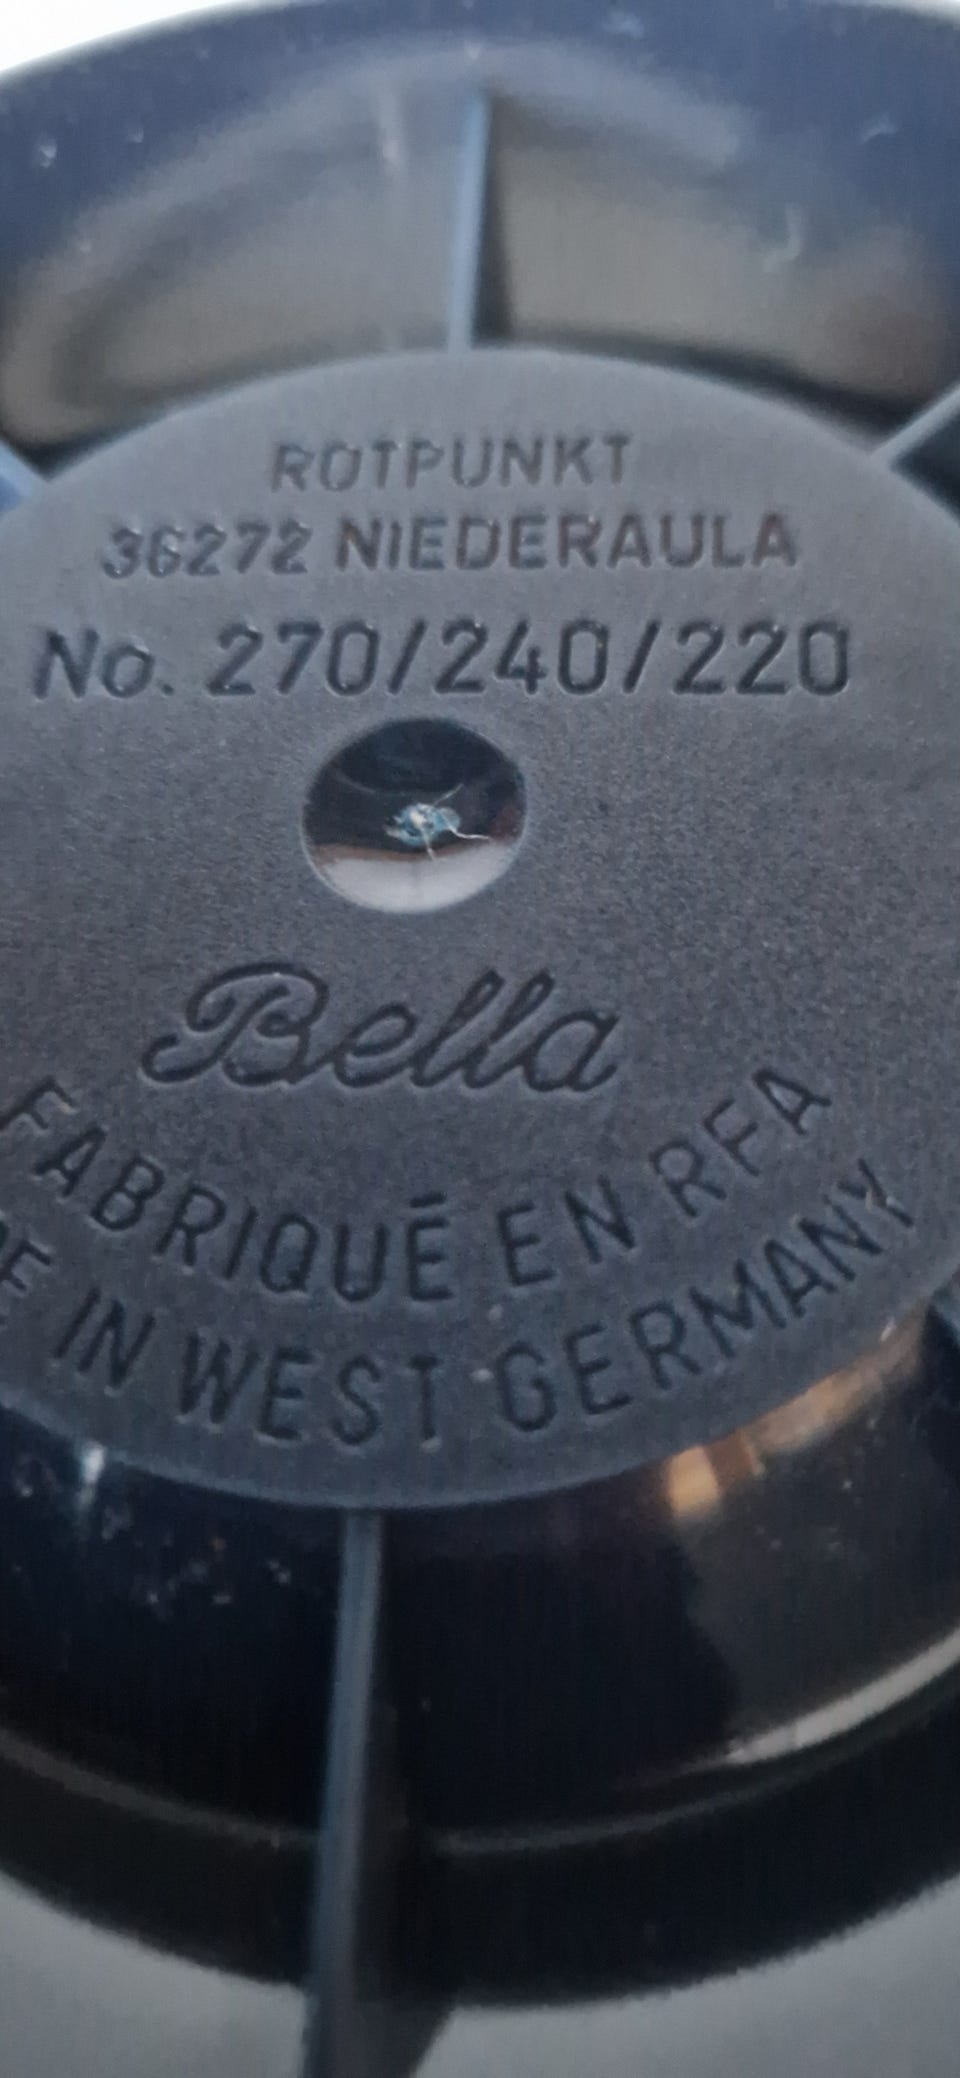 ROTPUNKT
36272 NIEDERAULA
No. 270/240/220
Bella
FABRIQUÉ EN RFA
IN WEST GERMANY